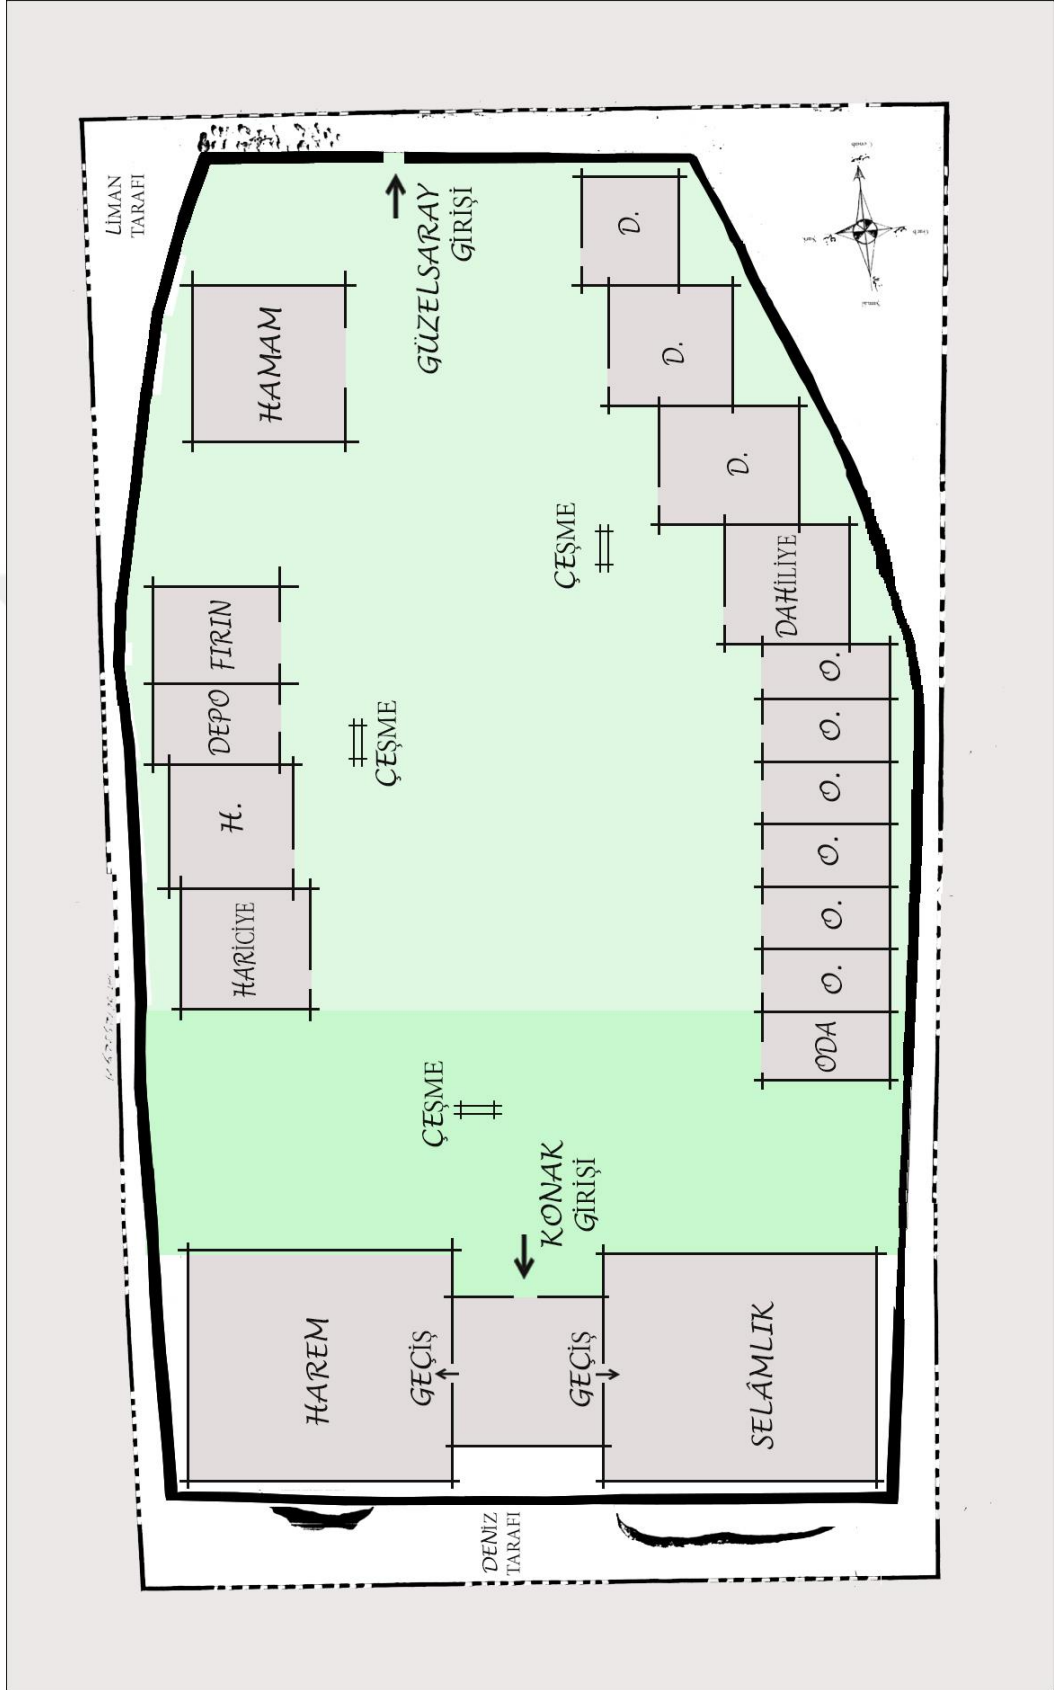 LİMAN
TARAFI
GÜZELSARAY
GİRİŞİ
D.
HAMAM
D.
D.
ÇEŞME
DAHİLİYE
FIRIN
O.
DEPO
O.
ÇEŞME
H.
O.
O.
HARİCİYE
O.
O.
ODA
ÇEŞME
KONAK
GİRİŞİ
HAREM
GEÇİŞ
GEÇİŞ
SELÂMLIK
DENİZ
TARAFI